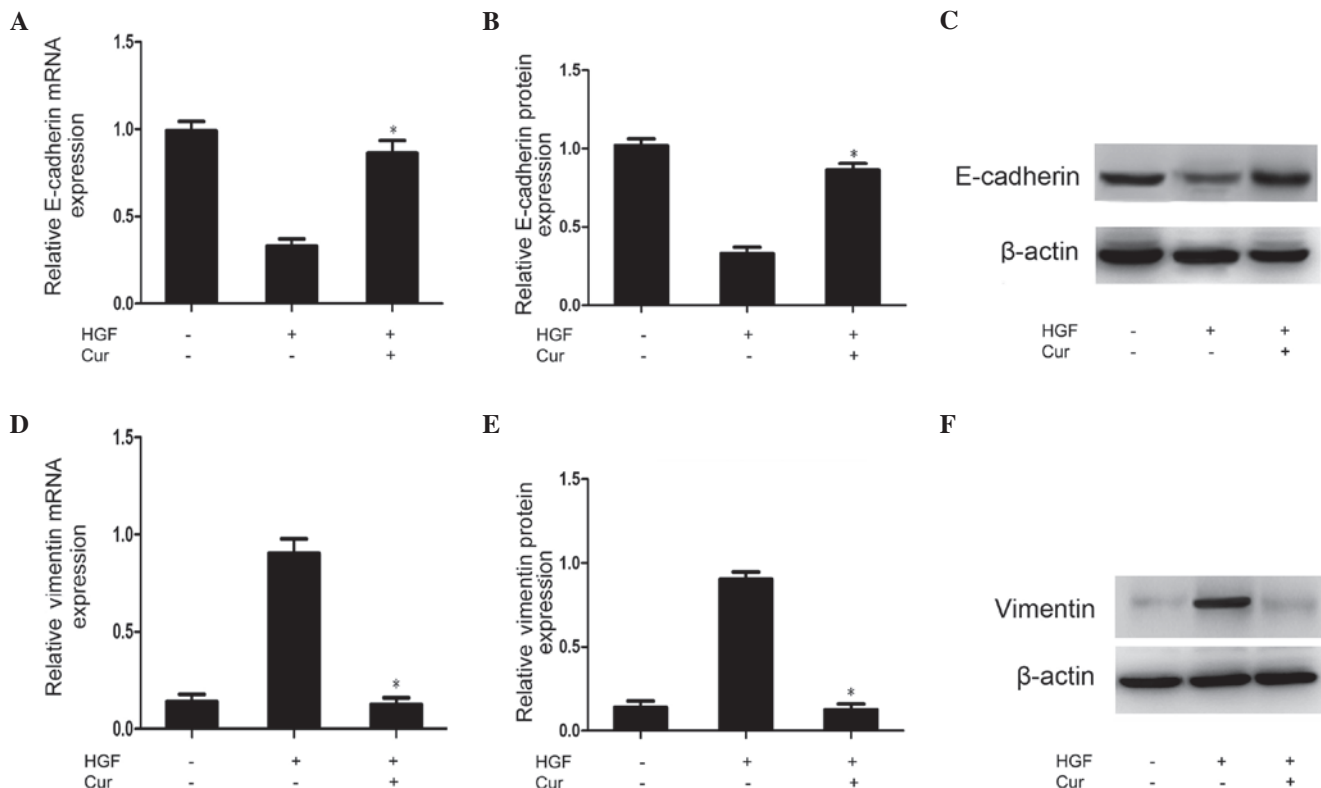 A
Relative E-cadherin mRNA
expression
1.5
1.0
0.5
0.0
*
HGF - + +
Cur - - +
B
Relative E-cadherin protein
expression
1.5
1.0
0.5
0.0
*
HGF - + +
Cur - - +
C
E-cadherin
β-actin
HGF - + +
Cur - - +
D
Relative vimentin mRNA
expression
1.5
1.0
0.5
0.0
*
HGF - + +
Cur - - +
E
Relative vimentin protein
expression
1.5
1.0
0.5
0.0
*
HGF - + +
Cur - - +
F
Vimentin
β-actin
HGF - + +
Cur - - +